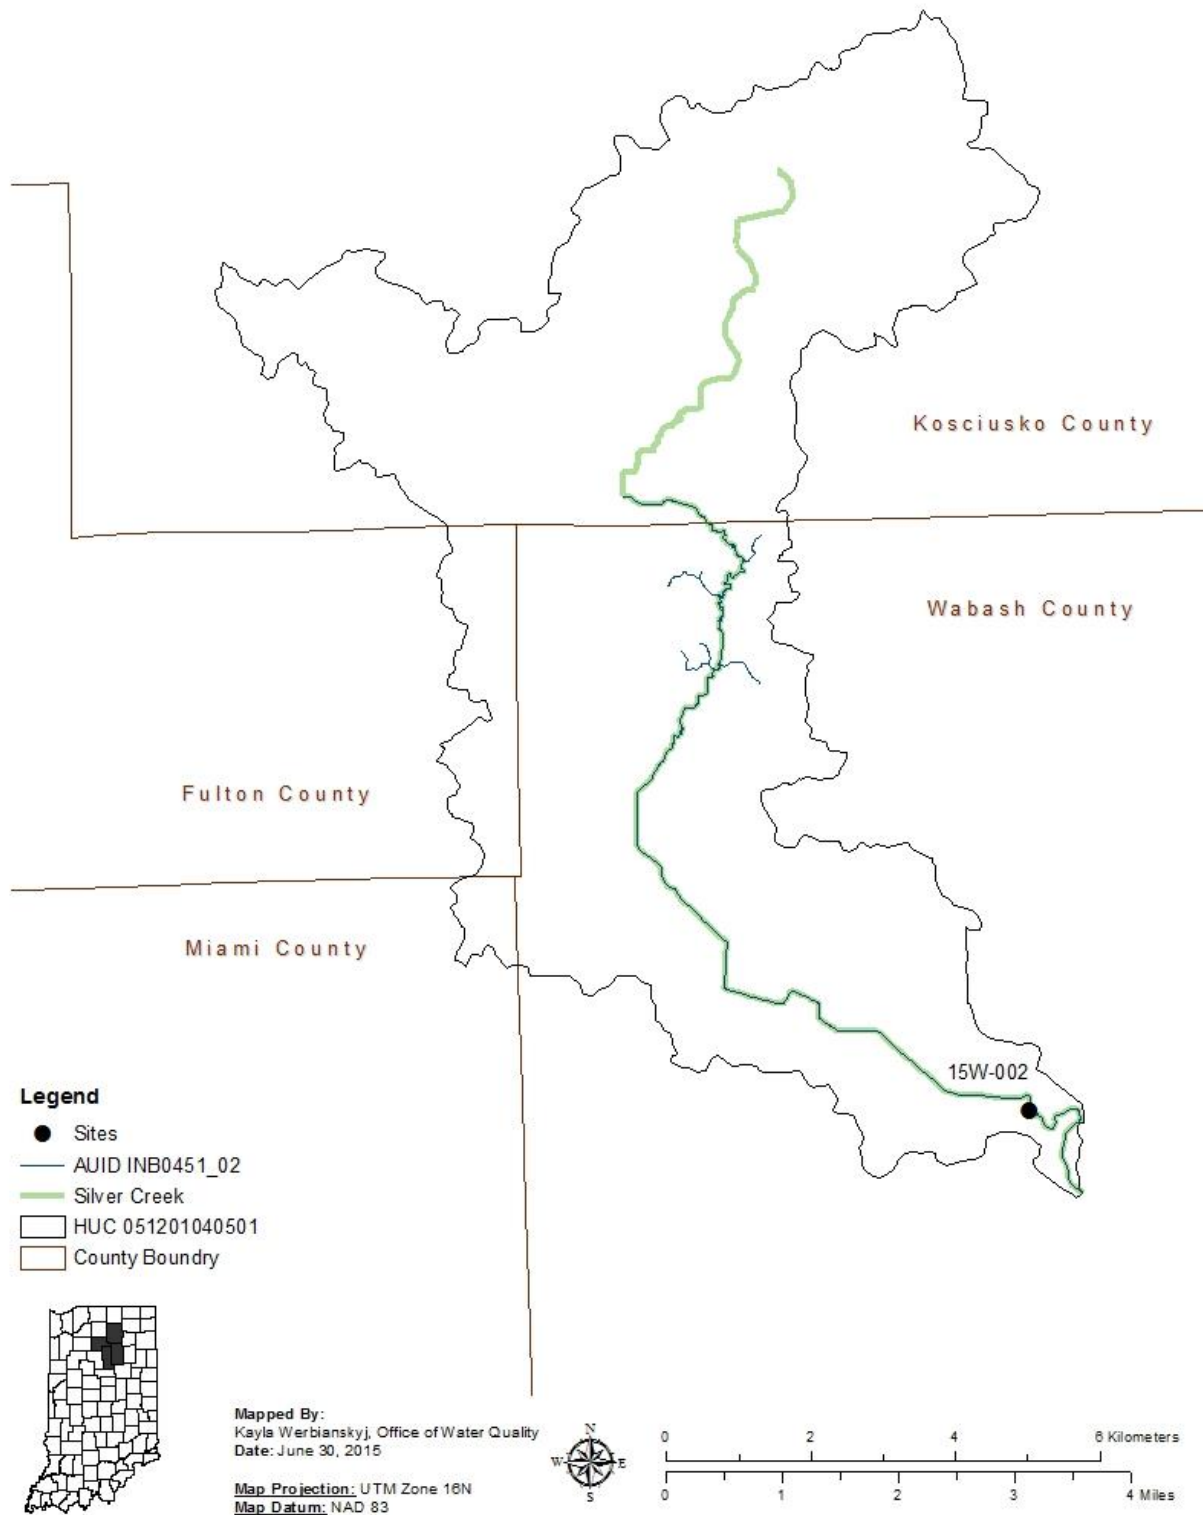 Kosciusko County
Wabash County
Fulton County
Miami County
15W-002
Legend
Sites
AUID INB0451_02
Silver Creek
HUC 051201040501
County Boundry
Mapped By:
Kayla Werbianskyj, Office of Water Quality
Date: June 30, 2015
Map Projection: UTM Zone 16N
Map Datum: NAD 83
N
W E
S
0 2 4 6 Kilometers
0 1 2 3 4 Miles